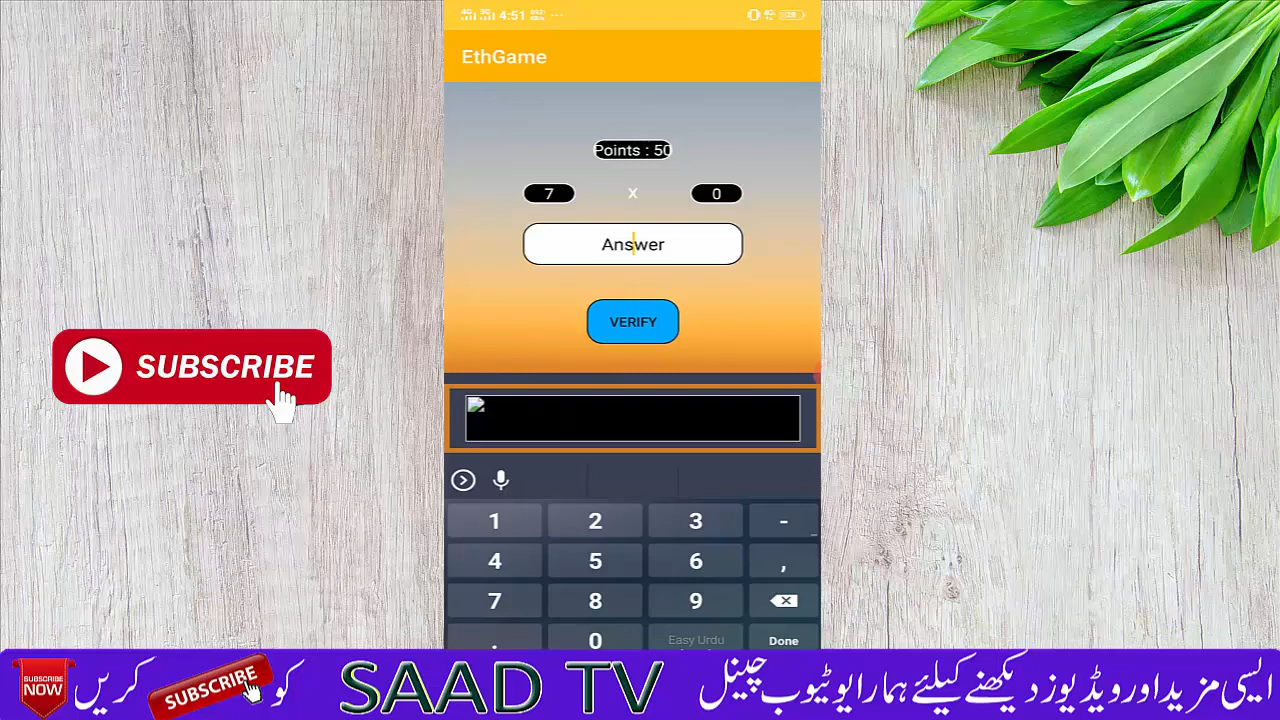 4G 3G 4:51 ...
EthGame
Points : 50
7 X 0
Answer
VERIFY
SUBSCRIBE
1 2 3 -
4 5 6 ,
7 8 9
. 0 Easy Urdu Done
ایسی مزید اور ویڈیوز دیکھنے کیلئے ہمارا یوٹیوب چینل SAAD TV کو SUBSCRIBE کریں SUBSCRIBE NOW